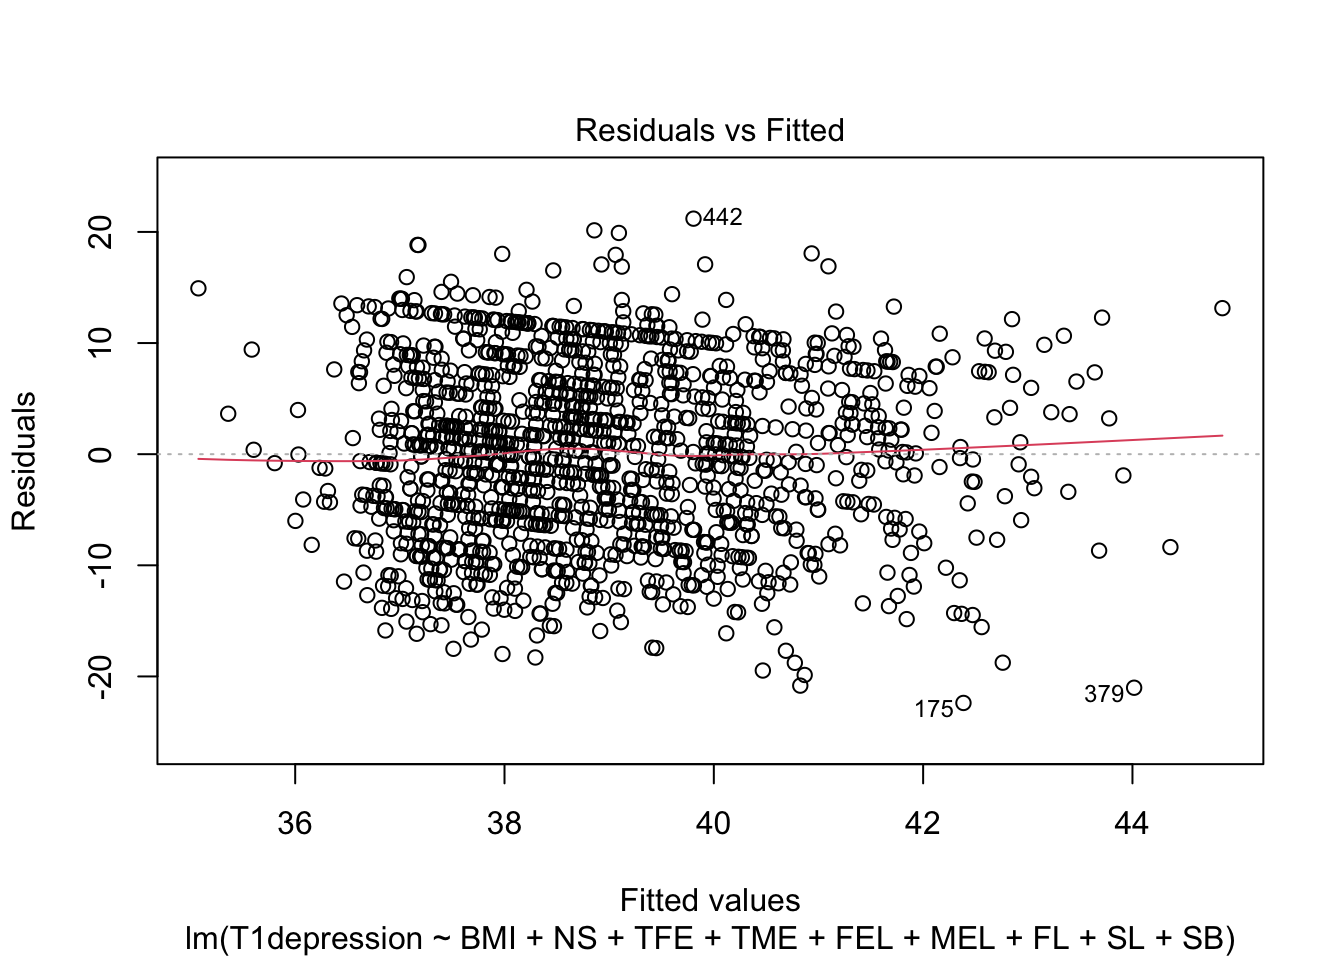 Residuals vs Fitted
Residuals
20
10
0
-10
-20
442
175
379
36 38 40 42 44
Fitted values
lm(T1depression ~ BMI + NS + TFE + TME + FEL + MEL + FL + SL + SB)